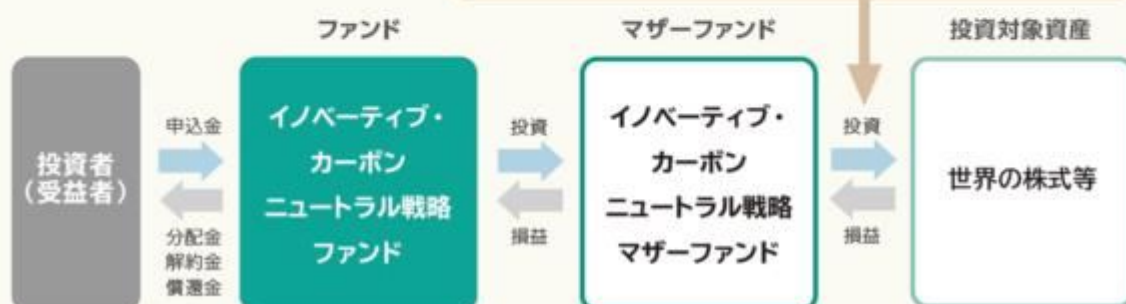 ファンド
マザーファンド
投資対象資産
投資者
（受益者）
申込金
分配金
解約金
償還金
イノベーティブ・
カーボン
ニュートラル戦略
ファンド
投資
損益
イノベーティブ・
カーボン
ニュートラル戦略
マザーファンド
投資
損益
世界の株式等